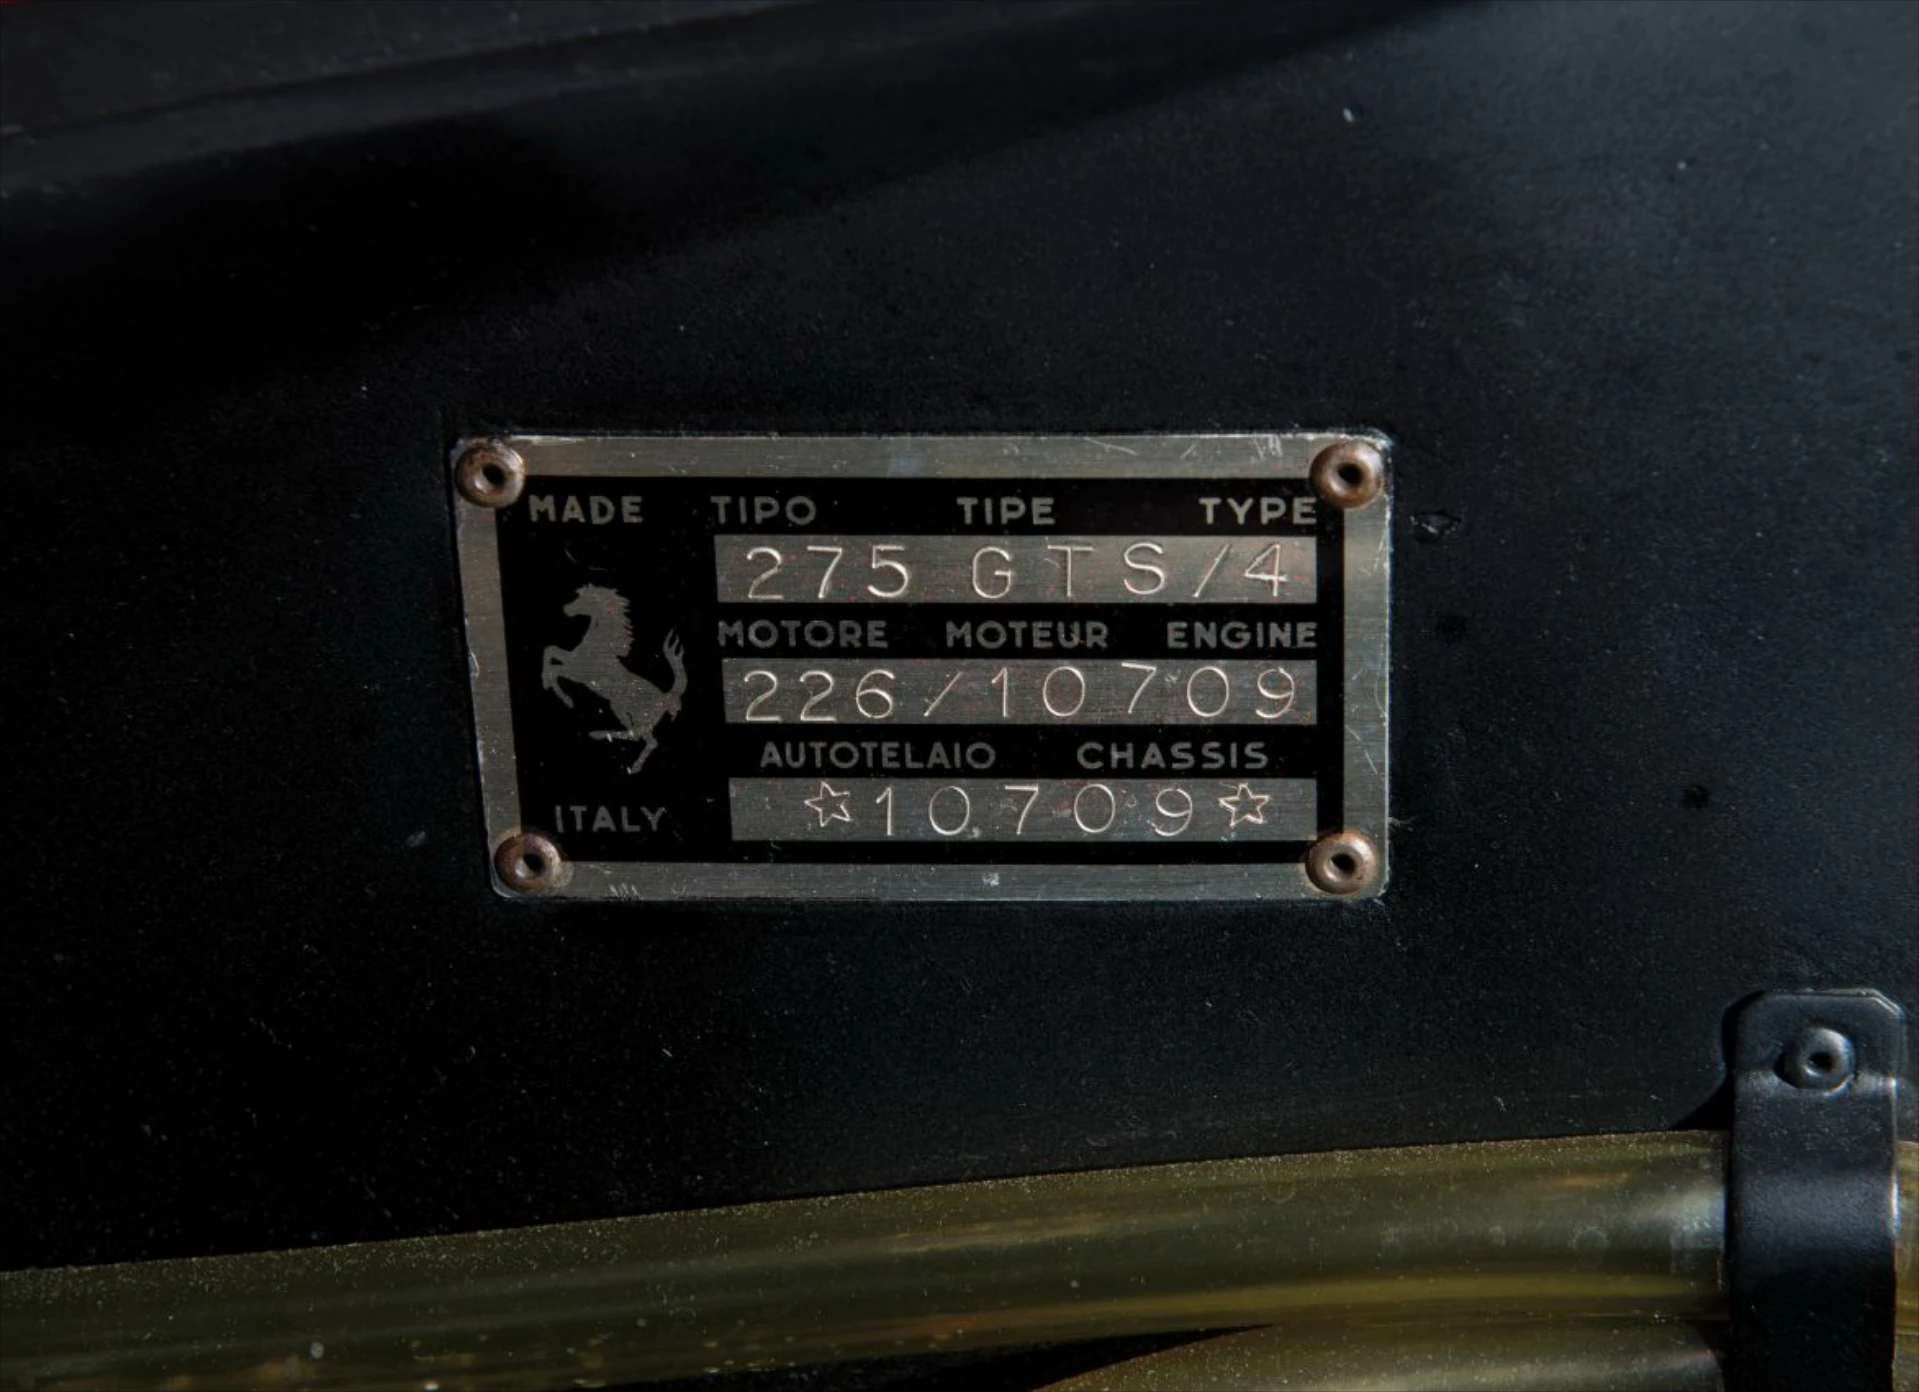 MADE TIPO TIPE TYPE
275 GTS/4
MOTORE MOTEUR ENGINE
226/10709
AUTOTELAIO CHASSIS
☆10709☆
ITALY